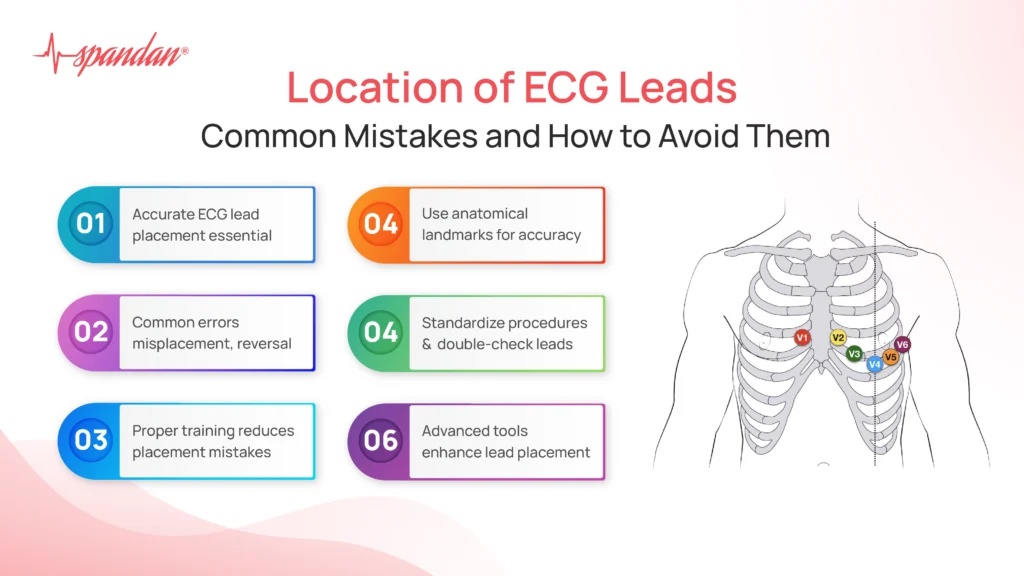 spandan®
Location of ECG Leads
Common Mistakes and How to Avoid Them
01
Accurate ECG lead
placement essential
02
Common errors
misplacement, reversal
03
Proper training reduces
placement mistakes
04
Use anatomical
landmarks for accuracy
04
Standardize procedures
& double-check leads
06
Advanced tools
enhance lead placement
V1
V2
V3
V4
V5
V6